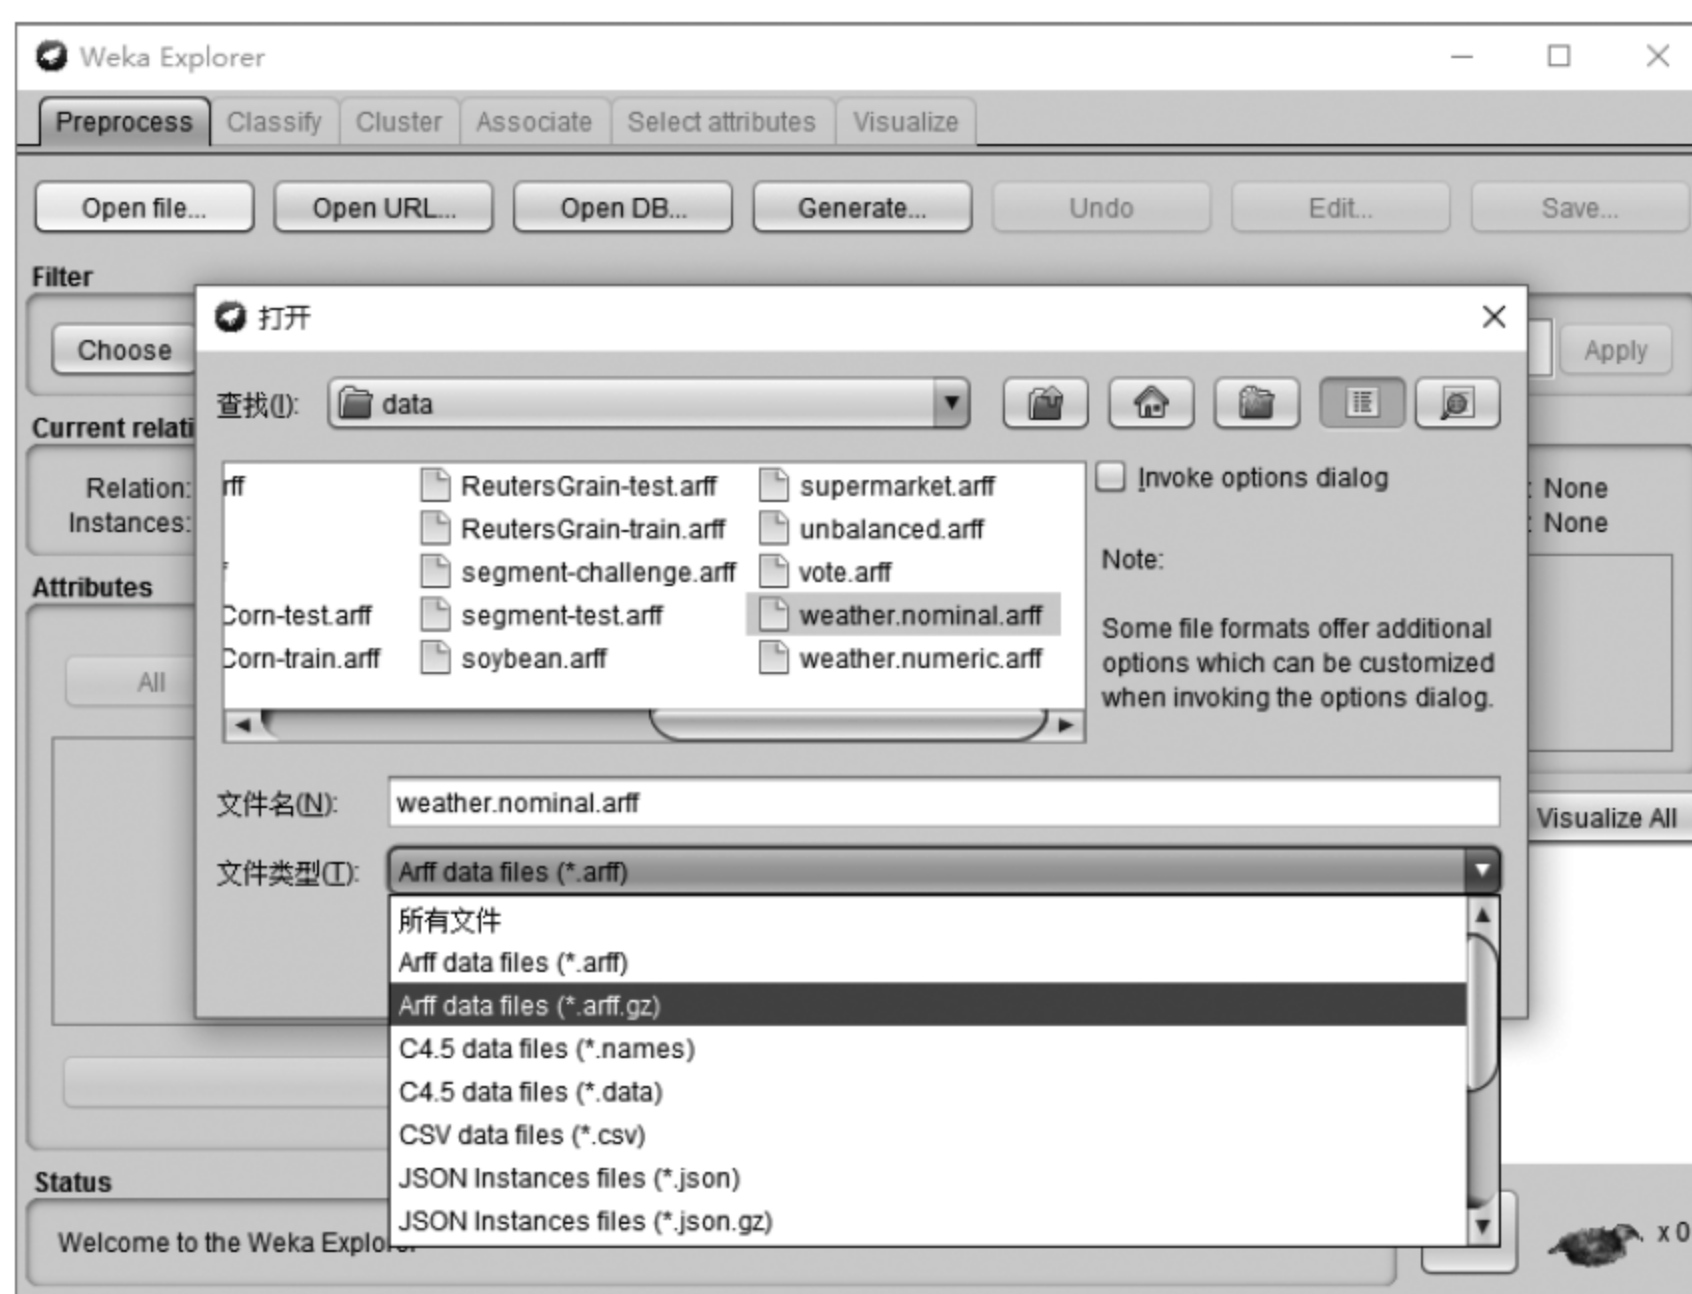 Weka Explorer
Preprocess Classify Cluster Associate Select attributes Visualize
Open file... Open URL... Open DB... Generate... Undo Edit... Save...
Filter
打开
Choose
Apply
查找(I): data
Current relati
Relation:
Instances:
: None
: None
rff
Corn-test.arff
Corn-train.arff
ReutersGrain-test.arff
ReutersGrain-train.arff
segment-challenge.arff
segment-test.arff
soybean.arff
supermarket.arff
unbalanced.arff
vote.arff
weather.nominal.arff
weather.numeric.arff
Invoke options dialog
Note:
Some file formats offer additional
options which can be customized
when invoking the options dialog.
Attributes
All
文件名(N): weather.nominal.arff
Visualize All
文件类型(T): Arff data files (*.arff)
所有文件
Arff data files (*.arff)
Arff data files (*.arff.gz)
C4.5 data files (*.names)
C4.5 data files (*.data)
CSV data files (*.csv)
JSON Instances files (*.json)
JSON Instances files (*.json.gz)
Status
Welcome to the Weka Explorer
x 0